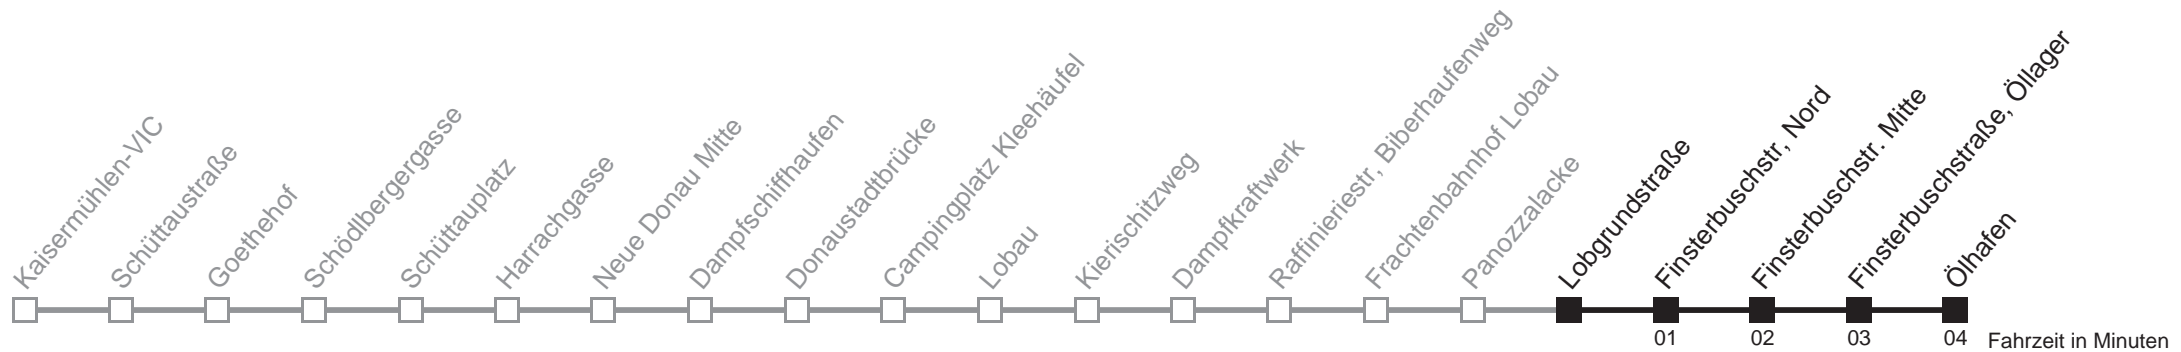 Kaisermühlen-VIC
Schüttaustraße
Goethehof
Schödlbergergasse
Schüttauplatz
Harrachgasse
Neue Donau Mitte
Dampfschiffhaufen
Donaustadtbrücke
Campingplatz Kleehäufel
Lobau
Kierischitzweg
Dampfkraftwerk
Raffinieriestr, Biberhaufenweg
Frachtenbahnhof Lobau
Panozzalacke
Lobgrundstraße
Finsterbuschstr, Nord
Finsterbuschstr. Mitte
Finsterbuschstraße, Öllager
Ölhafen
01 02 03 04 Fahrzeit in Minuten